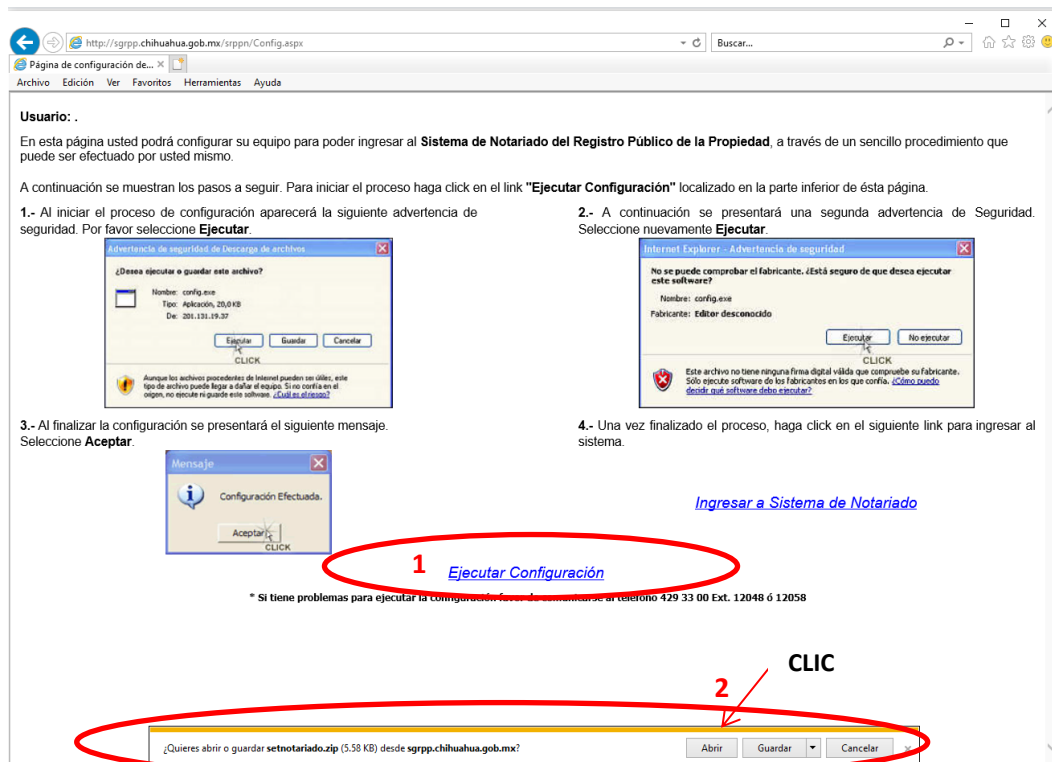 http://sgrpp.chihuahua.gob.mx/srppn/Config.aspx
Buscar...
Página de configuración de...
Archivo Edición Ver Favoritos Herramientas Ayuda
Usuario: .
En esta página usted podrá configurar su equipo para poder ingresar al Sistema de Notariado del Registro Público de la Propiedad, a través de un sencillo procedimiento que
puede ser efectuado por usted mismo.
A continuación se muestran los pasos a seguir. Para iniciar el proceso haga click en el link "Ejecutar Configuración" localizado en la parte inferior de ésta página.
1.- Al iniciar el proceso de configuración aparecerá la siguiente advertencia de
seguridad. Por favor seleccione Ejecutar.
Advertencia de seguridad de Descarga de archivos
¿Desea ejecutar o guardar este archivo?
Nombre: config.exe
Tipo: Aplicación, 20,0 KB
De: 201.131.19.37
Ejecutar Guardar Cancelar
CLICK
Aunque los archivos procedentes de Internet pueden ser útiles, este
tipo de archivo puede llegar a dañar el equipo. Si no confía en el
origen, no ejecute ni guarde este software. ¿Cuál es el riesgo?
2.- A continuación se presentará una segunda advertencia de Seguridad.
Seleccione nuevamente Ejecutar.
Internet Explorer - Advertencia de seguridad
No se puede comprobar el fabricante. ¿Está seguro de que desea ejecutar
este software?
Nombre: config.exe
Fabricante: Editor desconocido
Ejecutar No ejecutar
CLICK
Este archivo no tiene ninguna firma digital válida que compruebe su fabricante.
Sólo ejecute software de los fabricantes en los que confía. ¿Cómo puedo
decidir qué software debo ejecutar?
3.- Al finalizar la configuración se presentará el siguiente mensaje.
Seleccione Aceptar.
Mensaje
Configuración Efectuada.
Aceptar
CLICK
4.- Una vez finalizado el proceso, haga click en el siguiente link para ingresar al
sistema.
Ingresar a Sistema de Notariado
1
Ejecutar Configuración
* Si tiene problemas para ejecutar la configuración favor de comunicarse al teléfono 429 33 00 Ext. 12048 ó 12058
CLIC
2
¿Quieres abrir o guardar setnotariado.zip (5.58 KB) desde sgrpp.chihuahua.gob.mx?
Abrir Guardar Cancelar